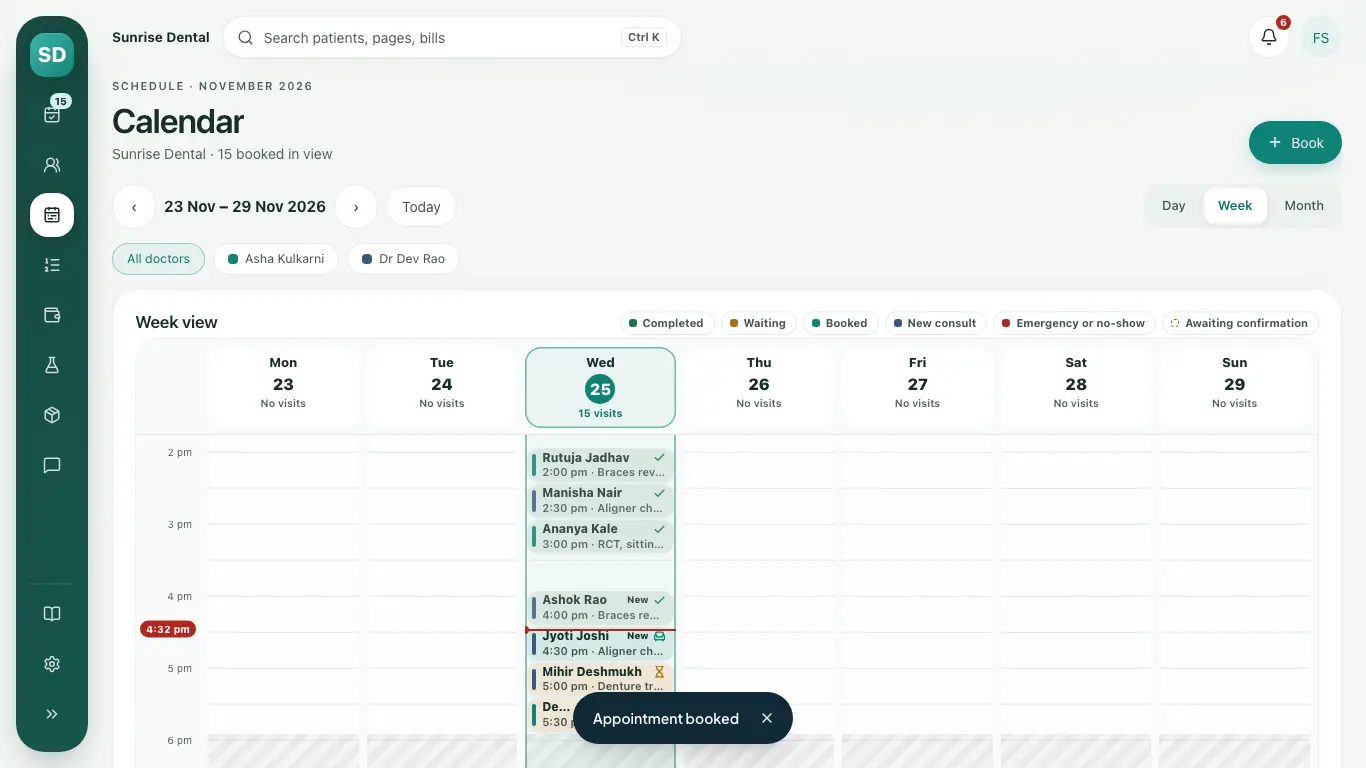 SD
Sunrise Dental
Search patients, pages, bills
Ctrl K
6
FS
15
SCHEDULE · NOVEMBER 2026
Calendar
Sunrise Dental · 15 booked in view
+ Book
‹ 23 Nov – 29 Nov 2026 › Today
Day Week Month
All doctors Asha Kulkarni Dr Dev Rao
Week view
Completed Waiting Booked New consult Emergency or no-show Awaiting confirmation
Mon Tue Wed Thu Fri Sat Sun
23 24 25 26 27 28 29
No visits No visits 15 visits No visits No visits No visits No visits
2 pm
Rutuja Jadhav
2:00 pm · Braces rev...
Manisha Nair
2:30 pm · Aligner ch...
3 pm
Ananya Kale
3:00 pm · RCT, sittin...
4 pm
Ashok Rao New
4:00 pm · Braces re...
4:32 pm
Jyoti Joshi New
4:30 pm · Aligner ch...
5 pm
Mihir Deshmukh
5:00 pm · Denture tr...
De...
5:30
6 pm
Appointment booked ✕